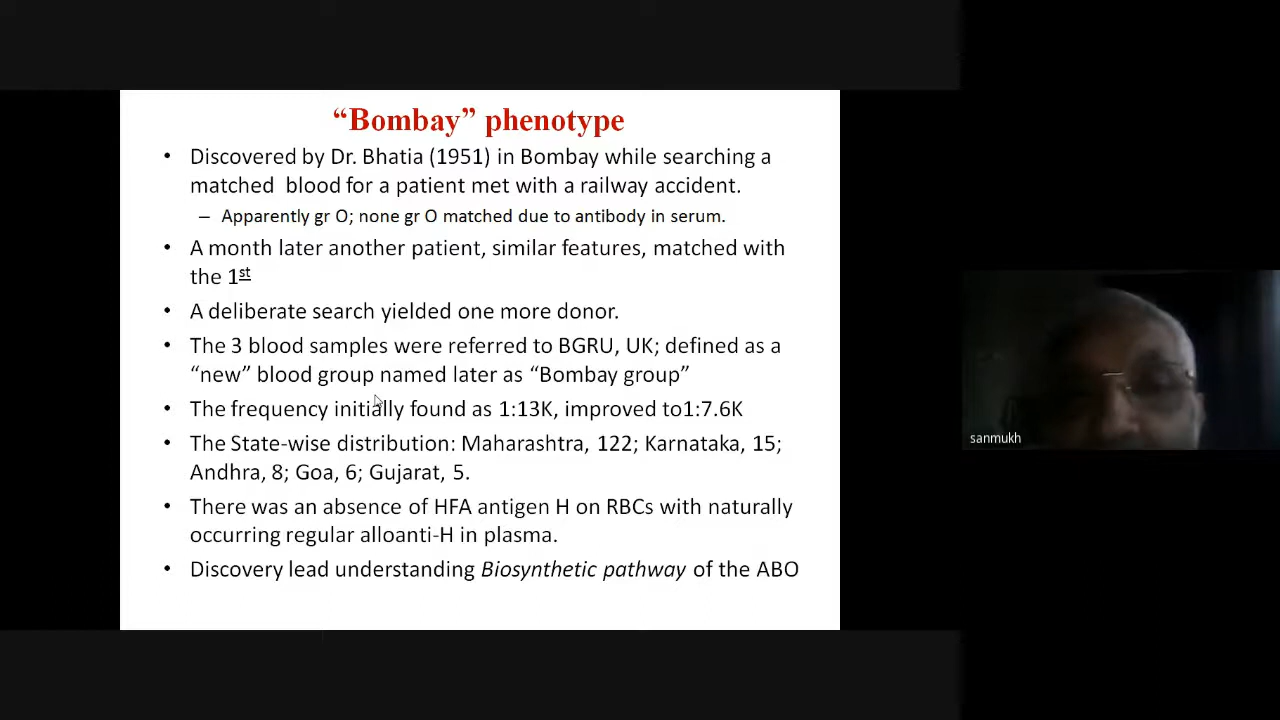 “Bombay” phenotype
• Discovered by Dr. Bhatia (1951) in Bombay while searching a
matched  blood for a patient met with a railway accident.
– Apparently gr O; none gr O matched due to antibody in serum.
• A month later another patient, similar features, matched with
the 1st
• A deliberate search yielded one more donor.
• The 3 blood samples were referred to BGRU, UK; defined as a
“new” blood group named later as “Bombay group”
• The frequency initially found as 1:13K, improved to1:7.6K
• The State-wise distribution: Maharashtra, 122; Karnataka, 15;
Andhra, 8; Goa, 6; Gujarat, 5.
• There was an absence of HFA antigen H on RBCs with naturally
occurring regular alloanti-H in plasma.
• Discovery lead understanding Biosynthetic pathway of the ABO
sanmukh